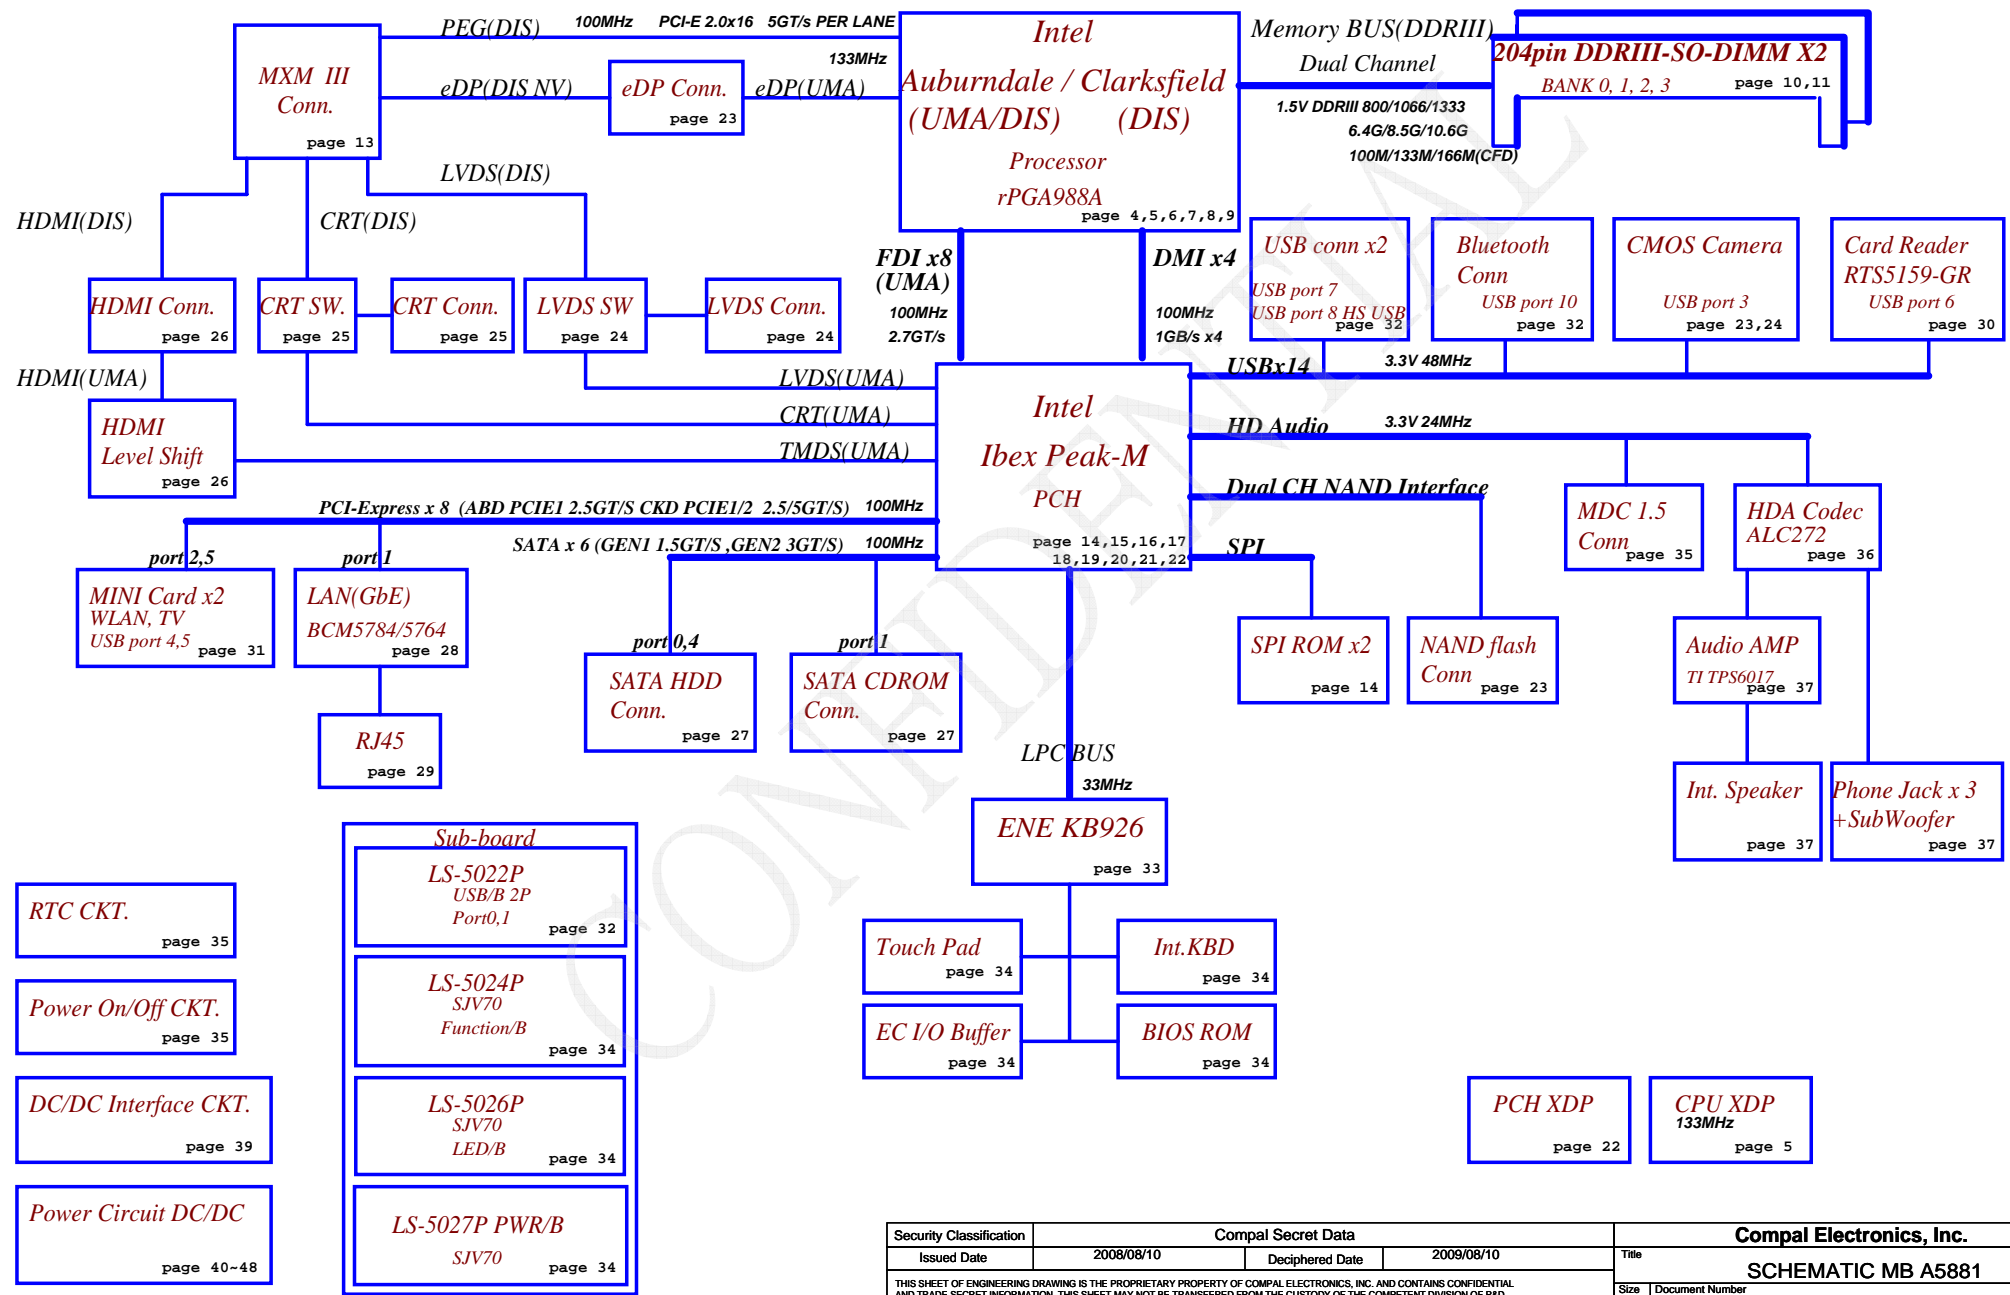 PEG(DIS) 100MHz PCI-E 2.0x16 5GT/s PER LANE
133MHz
MXM III
Conn.
page 13
eDP(DIS NV)
eDP Conn.
page 23
eDP(UMA)
Intel
Auburndale / Clarksfield
(UMA/DIS) (DIS)
Processor
rPGA988A
page 4,5,6,7,8,9
Memory BUS(DDRIII)
Dual Channel
1.5V DDRIII 800/1066/1333
6.4G/8.5G/10.6G
100M/133M/166M(CFD)
204pin DDRIII-SO-DIMM X2
BANK 0, 1, 2, 3 page 10,11
HDMI(DIS)
CRT(DIS)
LVDS(DIS)
HDMI Conn.
page 26
CRT SW.
page 25
CRT Conn.
page 25
LVDS SW
page 24
LVDS Conn.
page 24
FDI x8
(UMA)
100MHz
2.7GT/s
DMI x4
100MHz
1GB/s x4
USB conn x2
USB port 7
USB port 8 HS USB
page 32
Bluetooth
Conn
USB port 10
page 32
CMOS Camera
USB port 3
page 23,24
Card Reader
RTS5159-GR
USB port 6
page 30
HDMI(UMA)
HDMI
Level Shift
page 26
LVDS(UMA)
CRT(UMA)
TMDS(UMA)
Intel
Ibex Peak-M
PCH
page 14,15,16,17
18,19,20,21,22
USBx14 3.3V 48MHz
HD Audio 3.3V 24MHz
Dual CH NAND Interface
SPI
PCI-Express x 8 (ABD PCIE1 2.5GT/S CKD PCIE1/2 2.5/5GT/S) 100MHz
SATA x 6 (GEN1 1.5GT/S ,GEN2 3GT/S) 100MHz
port 2,5
MINI Card x2
WLAN, TV
USB port 4,5
page 31
port 1
LAN(GbE)
BCM5784/5764
page 28
RJ45
page 29
port 0,4
SATA HDD
Conn.
page 27
port 1
SATA CDROM
Conn.
page 27
SPI ROM x2
page 14
NAND flash
Conn
page 23
MDC 1.5
Conn
page 35
HDA Codec
ALC272
page 36
Audio AMP
TI TPS6017
page 37
Int. Speaker
page 37
Phone Jack x 3
+SubWoofer
page 37
LPC BUS
33MHz
ENE KB926
page 33
Touch Pad
page 34
Int.KBD
page 34
EC I/O Buffer
page 34
BIOS ROM
page 34
Sub-board
LS-5022P
USB/B 2P
Port0,1
page 32
LS-5024P
SJV70
Function/B
page 34
LS-5026P
SJV70
LED/B
page 34
LS-5027P PWR/B
SJV70
page 34
RTC CKT.
page 35
Power On/Off CKT.
page 35
DC/DC Interface CKT.
page 39
Power Circuit DC/DC
page 40~48
PCH XDP
page 22
CPU XDP
133MHz
page 5
CONFIDENTIAL
Security Classification Compal Secret Data
Issued Date 2008/08/10 Deciphered Date 2009/08/10
THIS SHEET OF ENGINEERING DRAWING IS THE PROPRIETARY PROPERTY OF COMPAL ELECTRONICS, INC. AND CONTAINS CONFIDENTIAL
AND TRADE SECRET INFORMATION. THIS SHEET MAY NOT BE TRANSFERED FROM THE CUSTODY OF THE COMPETENT DIVISION OF R&D
Compal Electronics, Inc.
Title
SCHEMATIC MB A5881
Size Document Number